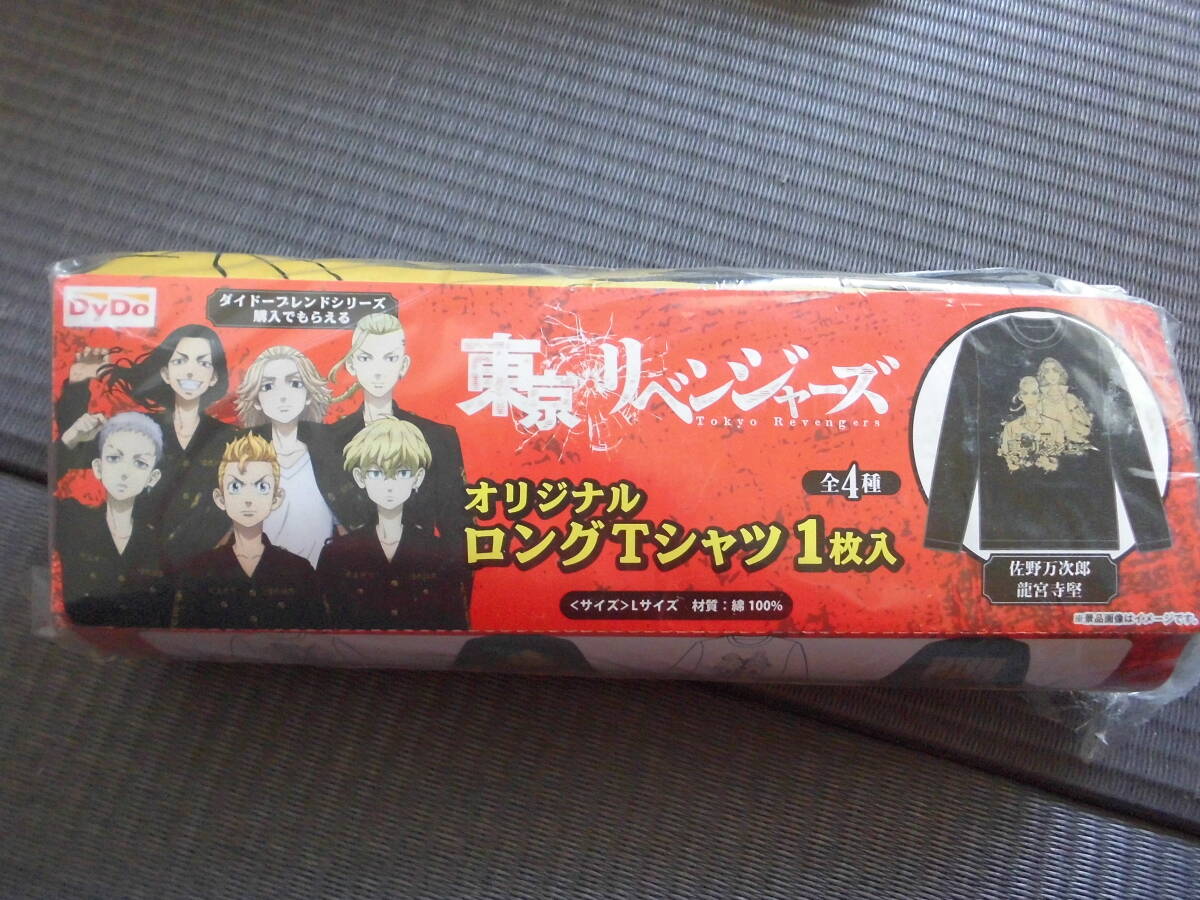 DyDo
ダイドーブレンドシリーズ
購入でもらえる
東京リベンジャーズ
Tokyo Revengers
全4種
オリジナル
ロングTシャツ1枚入
<サイズ>Lサイズ 材質：綿100%
佐野万次郎
龍宮寺堅
※景品画像はイメージです。